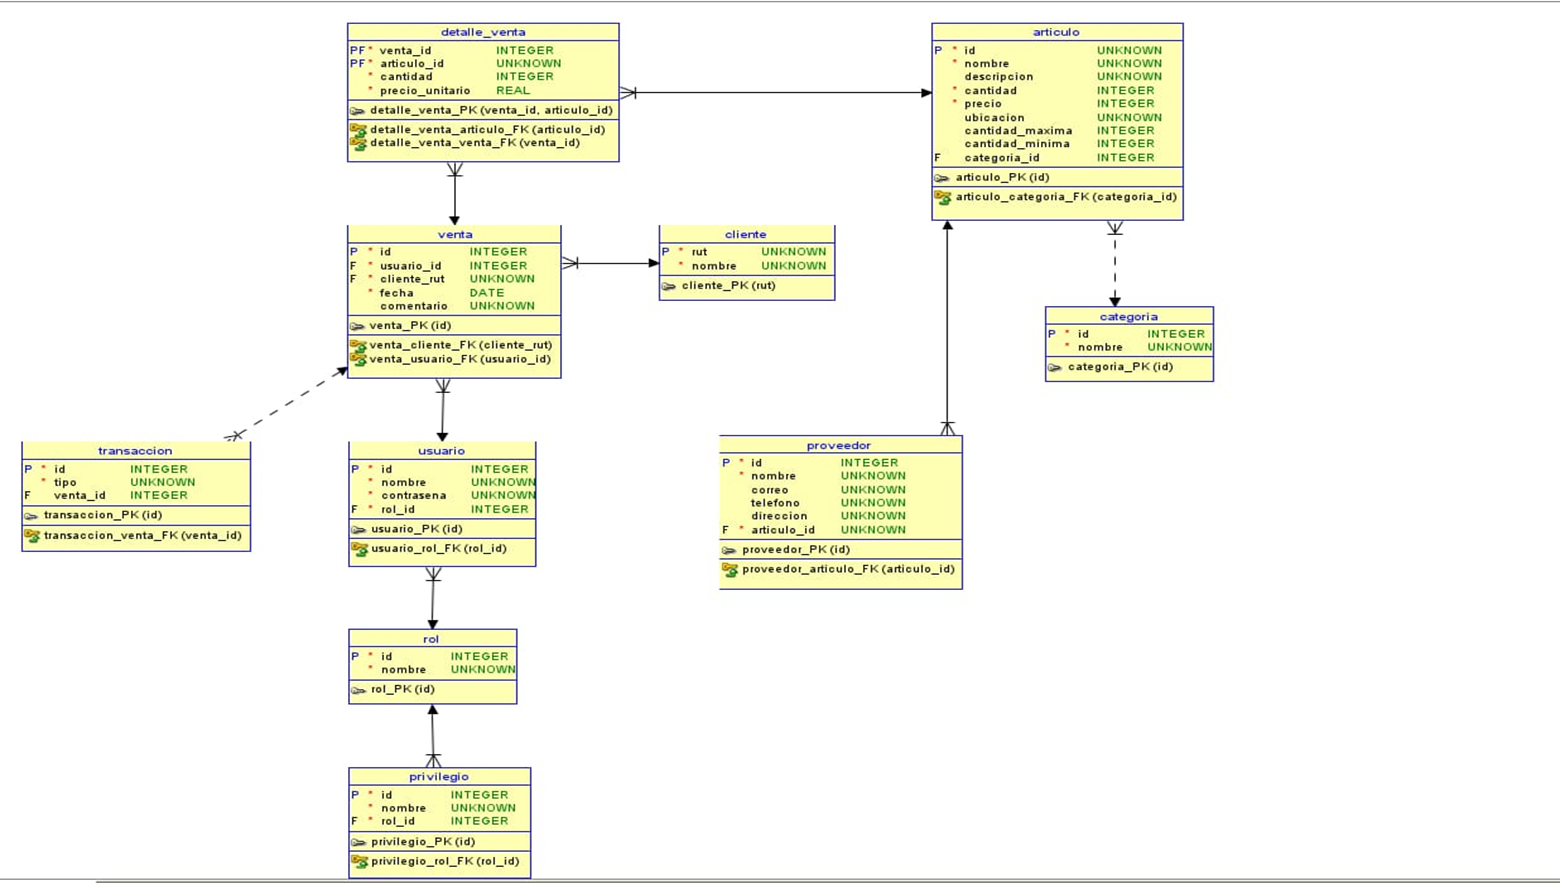 detalle_venta
PF * venta_id INTEGER
PF * articulo_id UNKNOWN
* cantidad INTEGER
* precio_unitario REAL
detalle_venta_PK (venta_id, articulo_id)
detalle_venta_articulo_FK (articulo_id)
detalle_venta_venta_FK (venta_id)
articulo
P * id UNKNOWN
* nombre UNKNOWN
descripcion UNKNOWN
* cantidad INTEGER
* precio INTEGER
ubicacion UNKNOWN
cantidad_maxima INTEGER
cantidad_minima INTEGER
F categoria_id INTEGER
articulo_PK (id)
articulo_categoria_FK (categoria_id)
venta
P * id INTEGER
F * usuario_id INTEGER
F * cliente_rut UNKNOWN
* fecha DATE
comentario UNKNOWN
venta_PK (id)
venta_cliente_FK (cliente_rut)
venta_usuario_FK (usuario_id)
cliente
P * rut UNKNOWN
* nombre UNKNOWN
cliente_PK (rut)
categoria
P * id INTEGER
* nombre UNKNOWN
categoria_PK (id)
transaccion
P * id INTEGER
* tipo UNKNOWN
F venta_id INTEGER
transaccion_PK (id)
transaccion_venta_FK (venta_id)
usuario
P * id INTEGER
* nombre UNKNOWN
* contrasena UNKNOWN
F * rol_id INTEGER
usuario_PK (id)
usuario_rol_FK (rol_id)
proveedor
P * id INTEGER
* nombre UNKNOWN
correo UNKNOWN
telefono UNKNOWN
direccion UNKNOWN
F * articulo_id UNKNOWN
proveedor_PK (id)
proveedor_articulo_FK (articulo_id)
rol
P * id INTEGER
* nombre UNKNOWN
rol_PK (id)
privilegio
P * id INTEGER
* nombre UNKNOWN
F * rol_id INTEGER
privilegio_PK (id)
privilegio_rol_FK (rol_id)